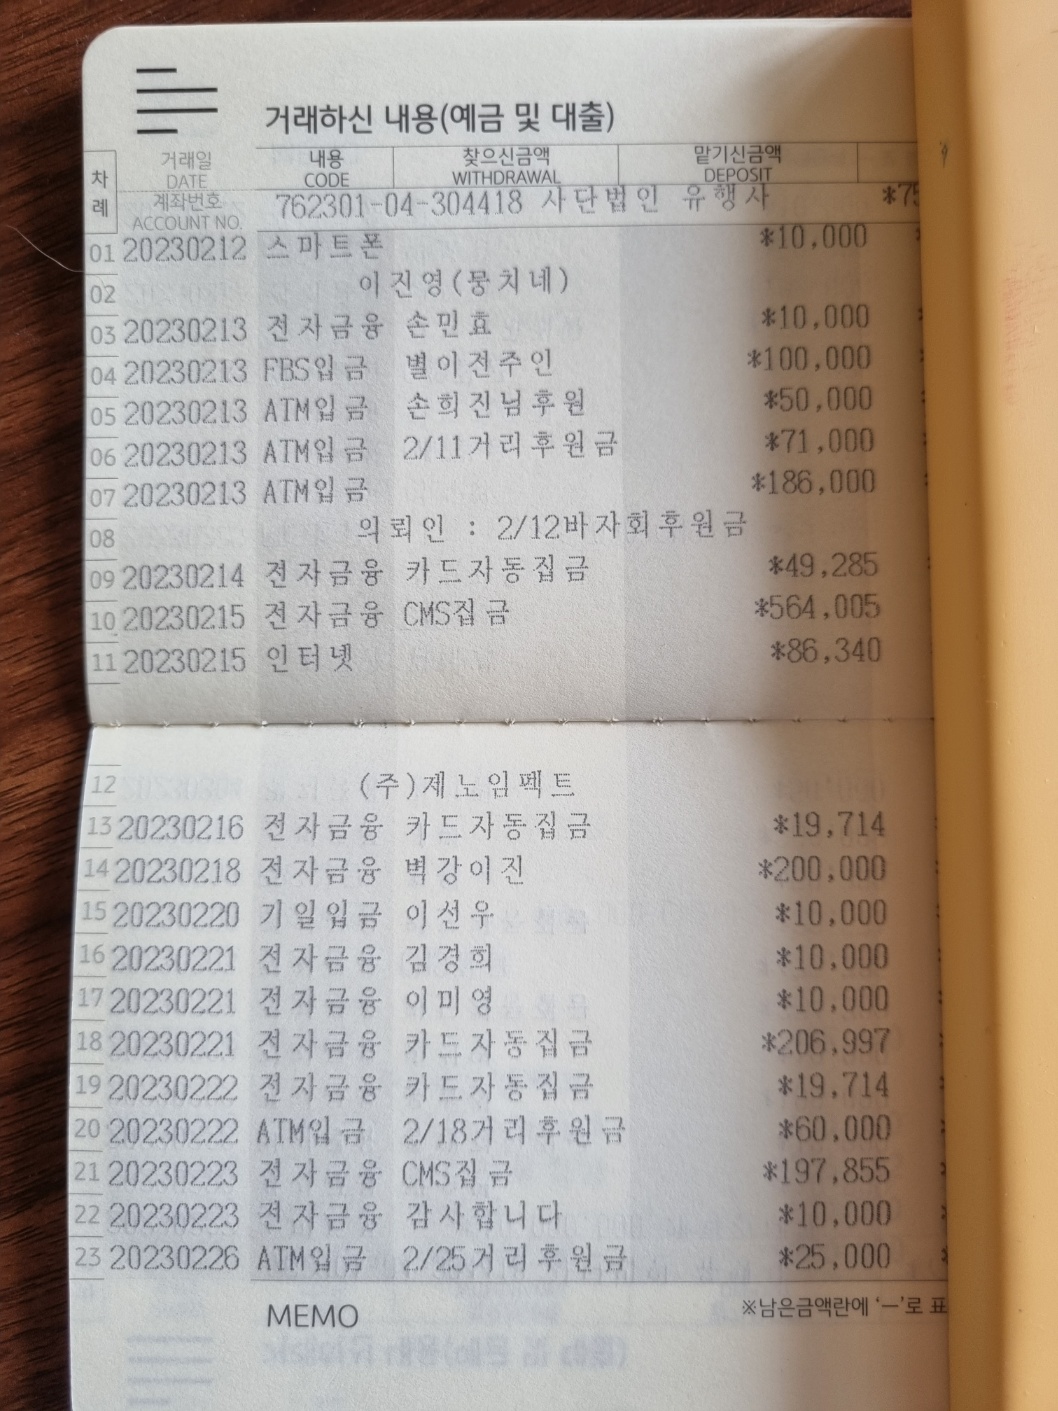 거래하신 내용(예금 및 대출)
차례 거래일 DATE 내용 CODE 찾으신금액 WITHDRAWAL 맡기신금액 DEPOSIT
계좌번호 ACCOUNT NO. 762301-04-304418 사단법인 유행사 *75
01 20230212 스마트폰 *10,000
02 이진영(뭉치네)
03 20230213 전자금융 손민효 *10,000
04 20230213 FBS입금 별이전주인 *100,000
05 20230213 ATM입금 손희진님후원 *50,000
06 20230213 ATM입금 2/11거리후원금 *71,000
07 20230213 ATM입금 *186,000
08 의뢰인 : 2/12바자회후원금
09 20230214 전자금융 카드자동집금 *49,285
10 20230215 전자금융 CMS집금 *564,005
11 20230215 인터넷 *86,340
12 (주)제노임펙트
13 20230216 전자금융 카드자동집금 *19,714
14 20230218 전자금융 벽강이진 *200,000
15 20230220 기일입금 이선우 *10,000
16 20230221 전자금융 김경희 *10,000
17 20230221 전자금융 이미영 *10,000
18 20230221 전자금융 카드자동집금 *206,997
19 20230222 전자금융 카드자동집금 *19,714
20 20230222 ATM입금 2/18거리후원금 *60,000
21 20230223 전자금융 CMS집금 *197,855
22 20230223 전자금융 감사합니다 *10,000
23 20230226 ATM입금 2/25거리후원금 *25,000
MEMO ※남은금액란에 '—'로 표